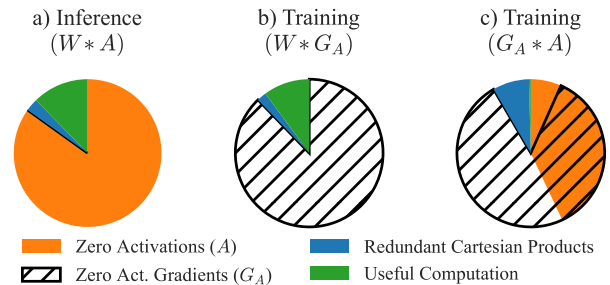 a) Inference
(W ∗ A)
b) Training
(W ∗ G_A)
c) Training
(G_A ∗ A)
Zero Activations (A)
Redundant Cartesian Products
Zero Act. Gradients (G_A)
Useful Computation